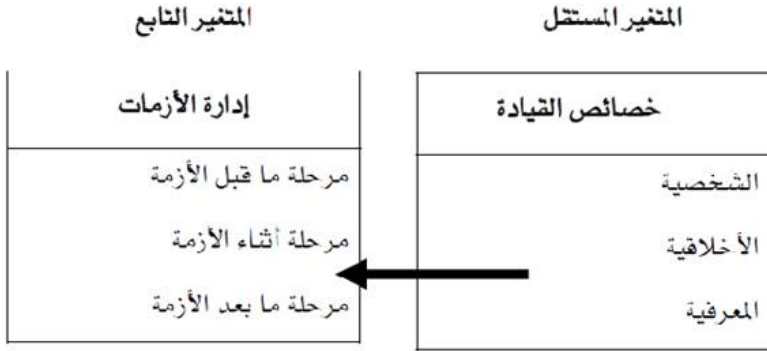 المتغير المستقل
المتغير التابع
خصائص القيادة
إدارة الأزمات
الشخصية
مرحلة ما قبل الأزمة
الأخلاقية
مرحلة أثناء الأزمة
المعرفية
مرحلة ما بعد الأزمة